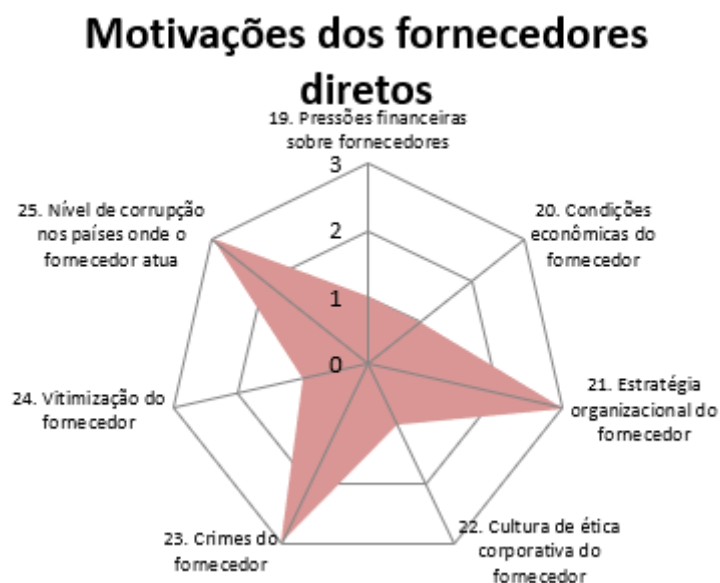 Motivações dos fornecedores
diretos
19. Pressões financeiras
sobre fornecedores
3
2
1
0
20. Condições
econômicas do
fornecedor
21. Estratégia
organizacional do
fornecedor
22. Cultura de ética
corporativa do
fornecedor
23. Crimes do
fornecedor
24. Vitimização do
fornecedor
25. Nível de corrupção
nos países onde o
fornecedor atua